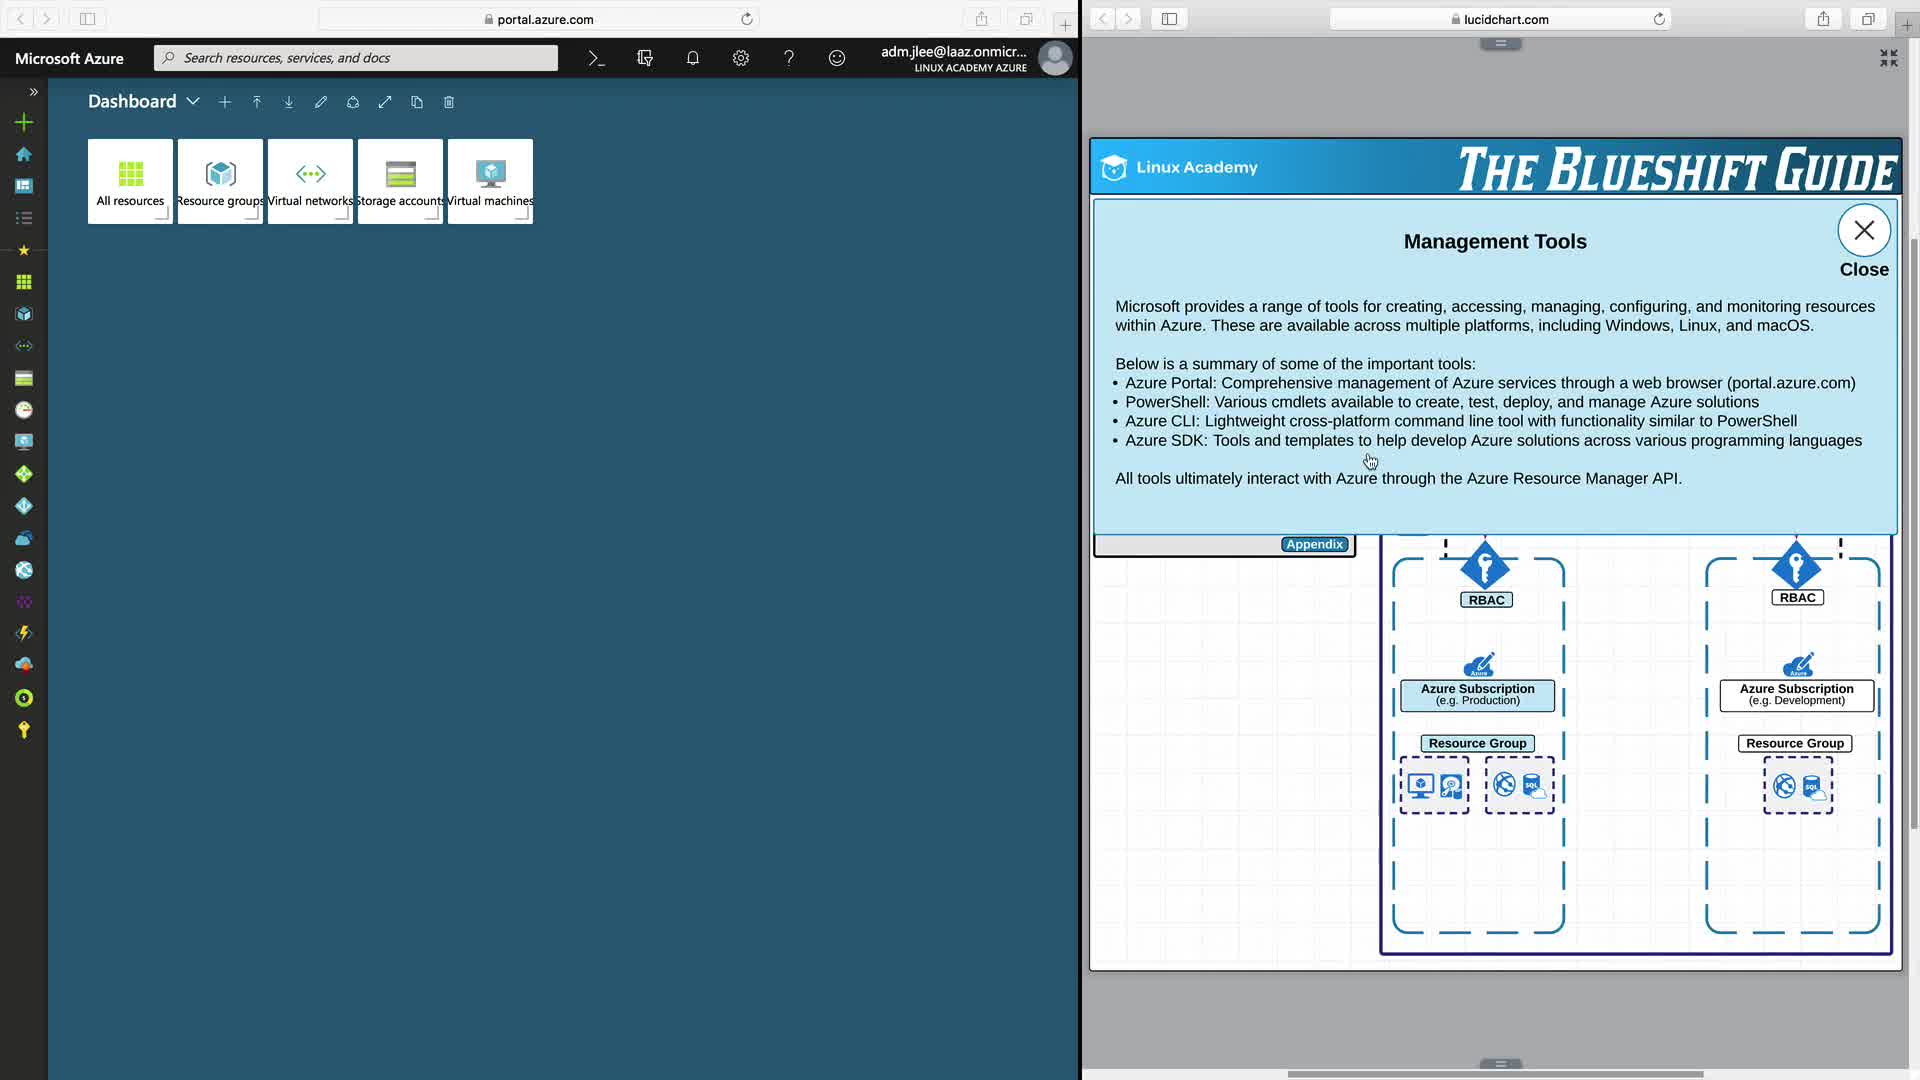 portal.azure.com
lucidchart.com
Microsoft Azure
Search resources, services, and docs
adm.jlee@laaz.onmicr...
LINUX ACADEMY AZURE
Dashboard
All resources
Resource groups
Virtual networks
Storage accounts
Virtual machines
Linux Academy
THE BLUESHIFT GUIDE
Management Tools
Close
Microsoft provides a range of tools for creating, accessing, managing, configuring, and monitoring resources
within Azure. These are available across multiple platforms, including Windows, Linux, and macOS.
Below is a summary of some of the important tools:
• Azure Portal: Comprehensive management of Azure services through a web browser (portal.azure.com)
• PowerShell: Various cmdlets available to create, test, deploy, and manage Azure solutions
• Azure CLI: Lightweight cross-platform command line tool with functionality similar to PowerShell
• Azure SDK: Tools and templates to help develop Azure solutions across various programming languages
All tools ultimately interact with Azure through the Azure Resource Manager API.
Appendix
RBAC
RBAC
Azure
Azure
Azure Subscription
(e.g. Production)
Azure Subscription
(e.g. Development)
Resource Group
Resource Group
SQL
SQL